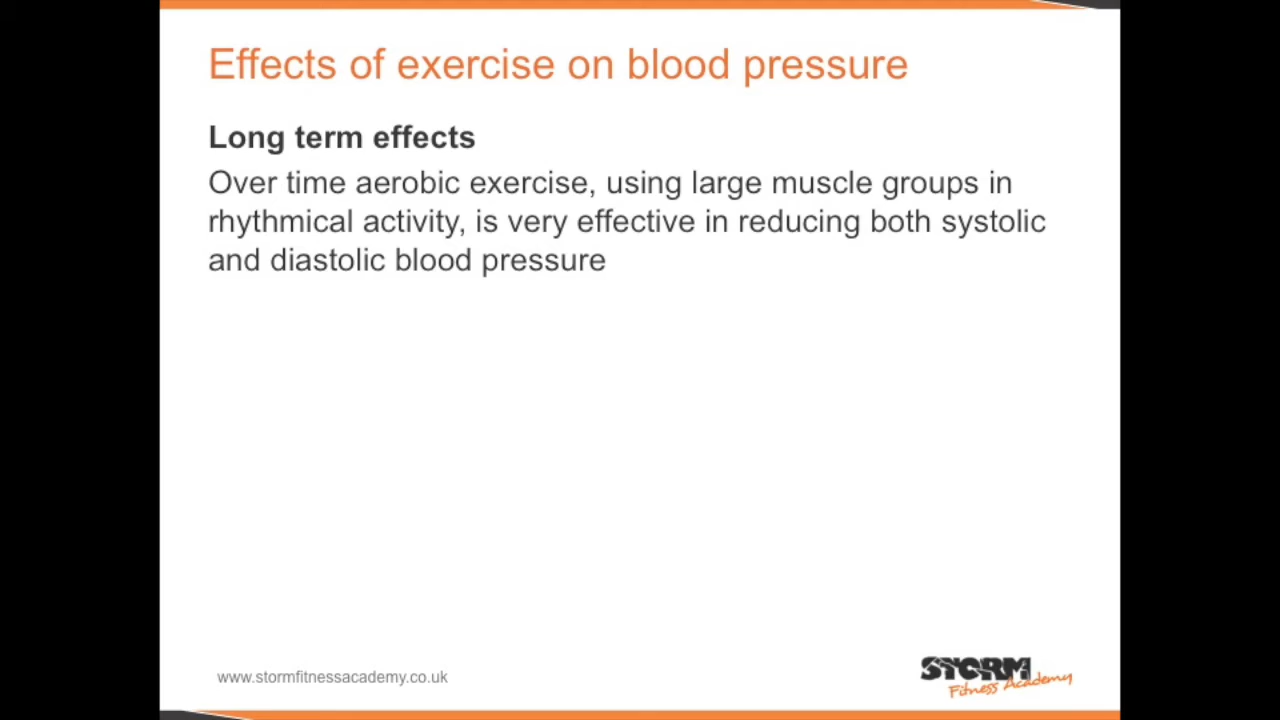 Effects of exercise on blood pressure
Long term effects
Over time aerobic exercise, using large muscle groups in
rhythmical activity, is very effective in reducing both systolic
and diastolic blood pressure
www.stormfitnessacademy.co.uk
STORM
Fitness Academy